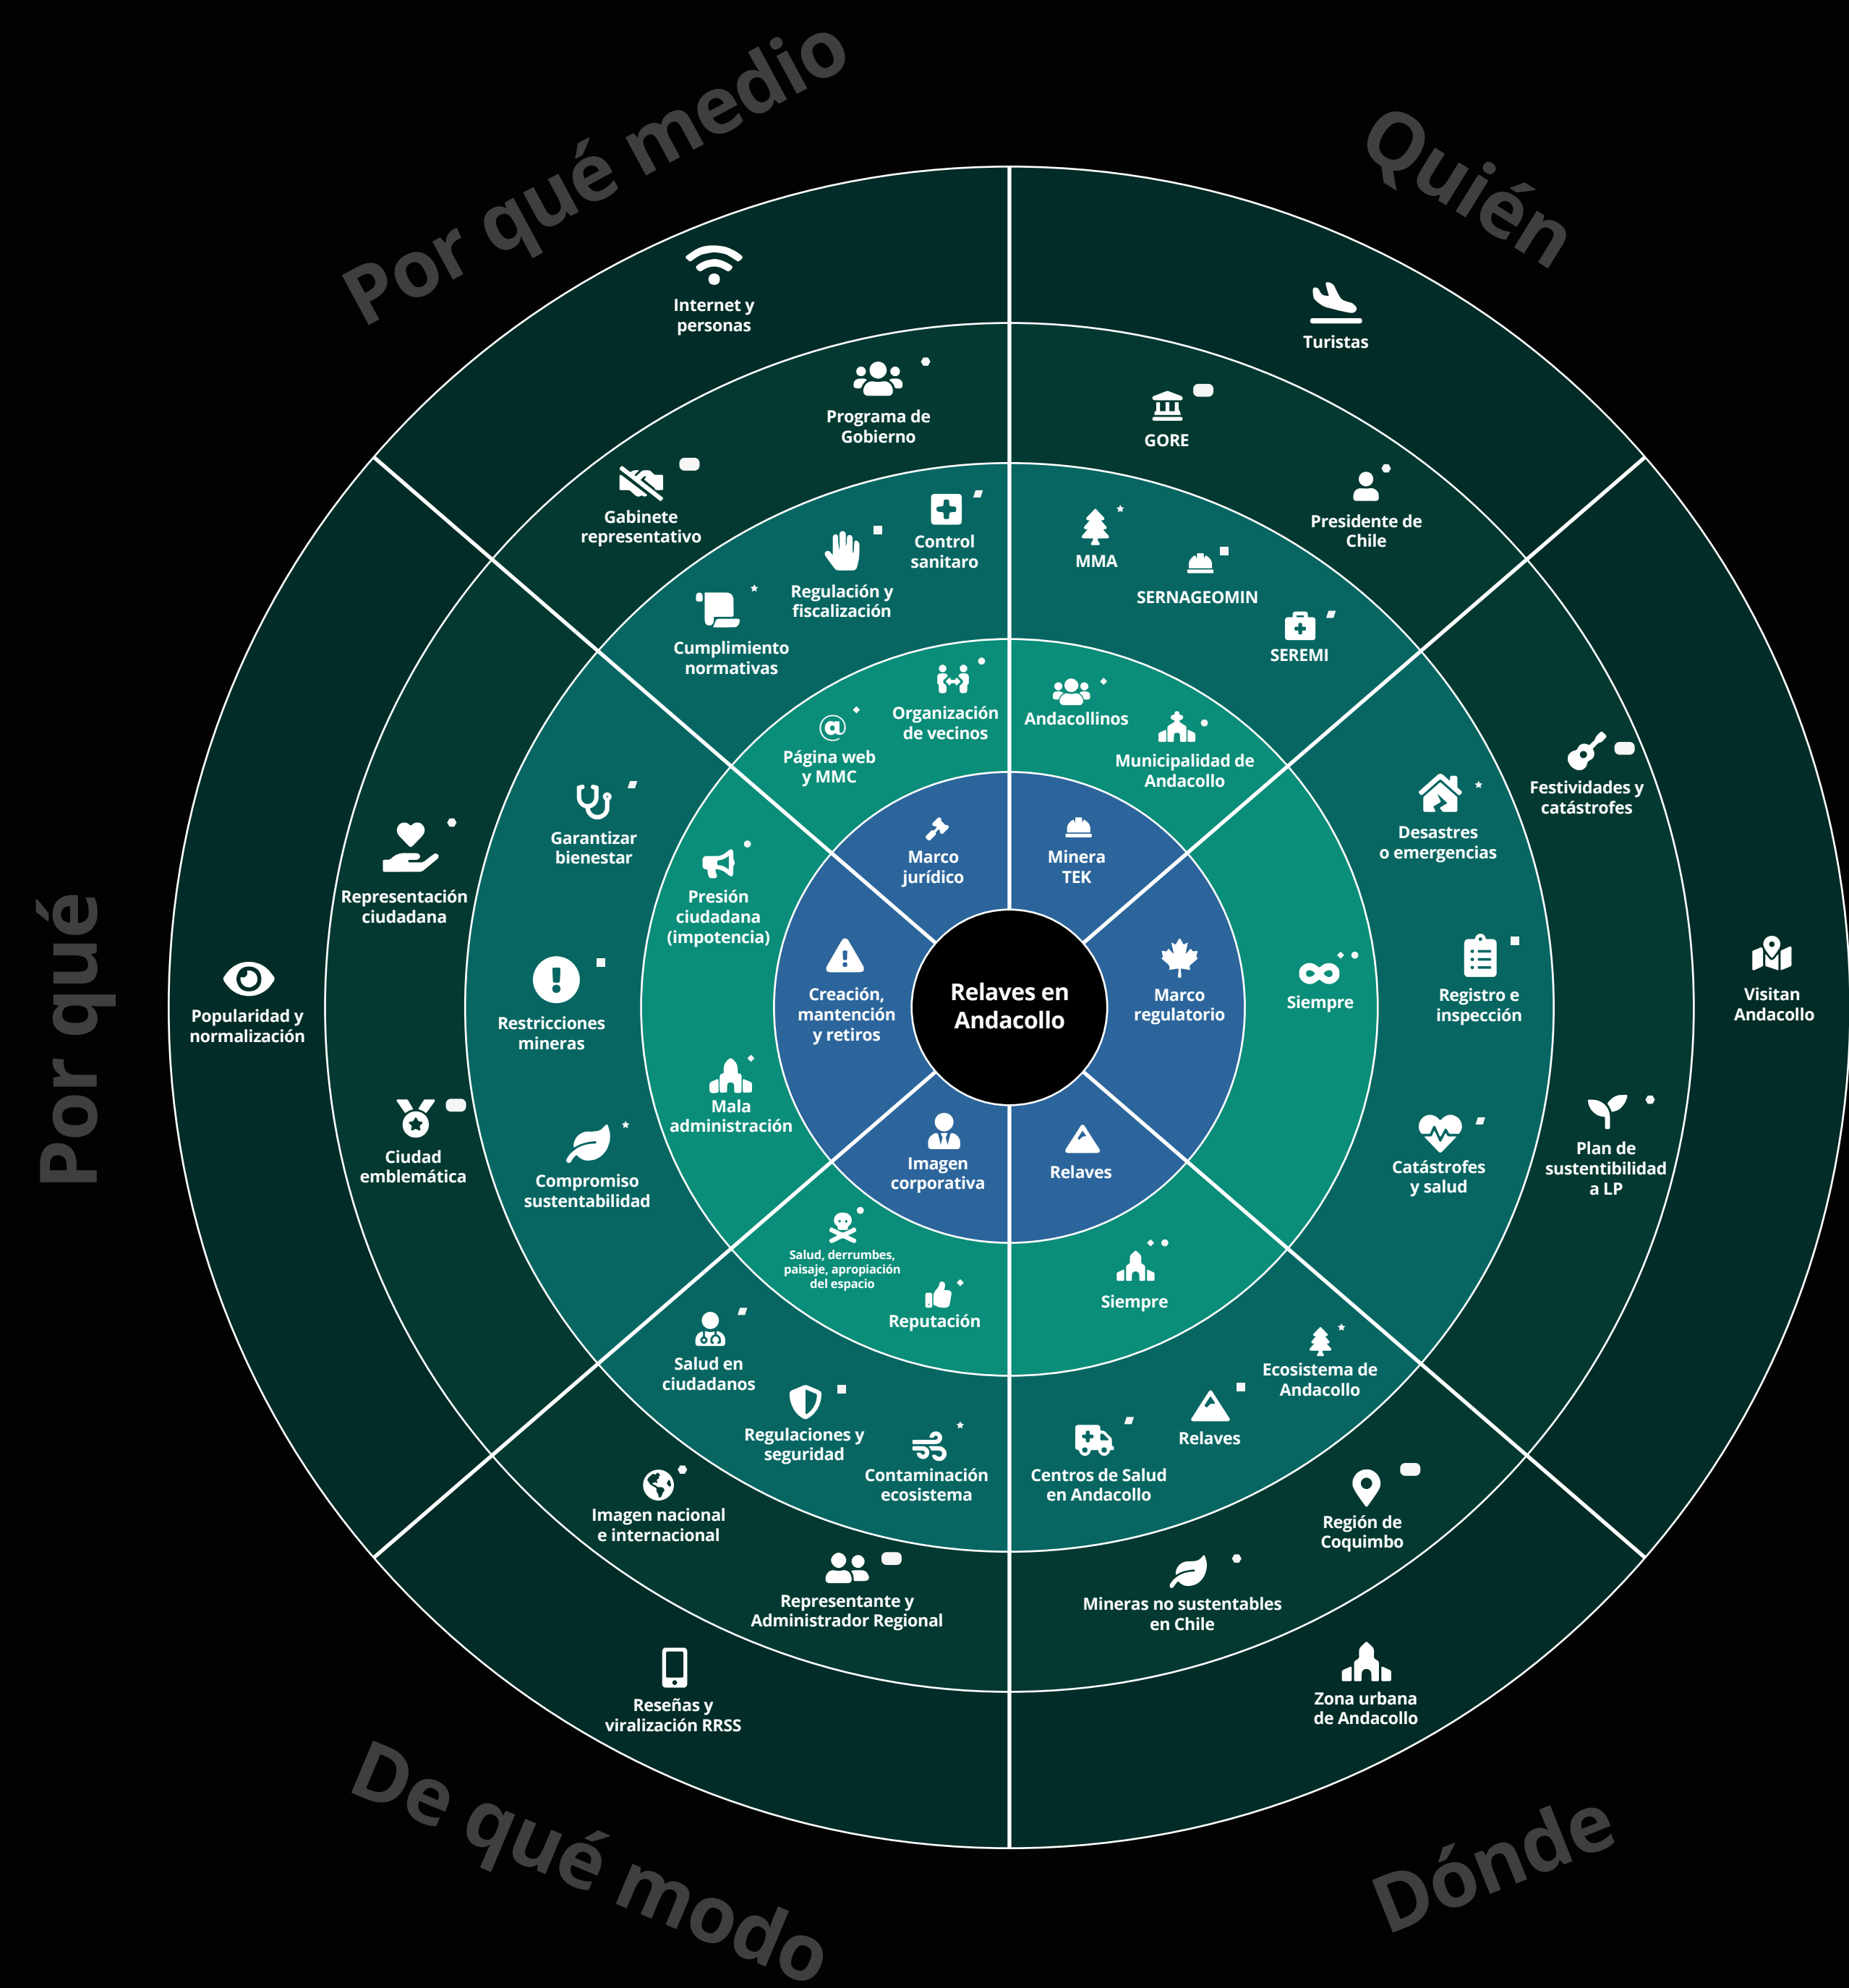 Por qué medio
Quién
Por qué
De qué modo
Dónde
Internet y
personas
Programa de
Gobierno
Gabinete
representativo
Control
sanitaro
Regulación y
fiscalización
Cumplimiento
normativas
Organización
de vecinos
Página web
y MMC
Marco
jurídico
Turistas
GORE
Presidente de
Chile
MMA
SERNAGEOMIN
SEREMI
Andacollinos
Municipalidad de
Andacollo
Minera
TEK
Festividades y
catástrofes
Desastres
o emergencias
Visitan
Andacollo
Registro e
inspección
Siempre
Marco
regulatorio
Catástrofes
y salud
Plan de
sustentibilidad
a LP
Relaves en
Andacollo
Garantizar
bienestar
Presión
ciudadana
(impotencia)
Representación
ciudadana
Popularidad y
normalización
Restricciones
mineras
Creación,
mantención
y retiros
Mala
administración
Ciudad
emblemática
Compromiso
sustentabilidad
Imagen
corporativa
Salud, derrumbes,
paisaje, apropiación
del espacio
Reputación
Salud en
ciudadanos
Regulaciones y
seguridad
Contaminación
ecosistema
Imagen nacional
e internacional
Representante y
Administrador Regional
Reseñas y
viralización RRSS
Relaves
Siempre
Ecosistema de
Andacollo
Relaves
Centros de Salud
en Andacollo
Región de
Coquimbo
Mineras no sustentables
en Chile
Zona urbana
de Andacollo